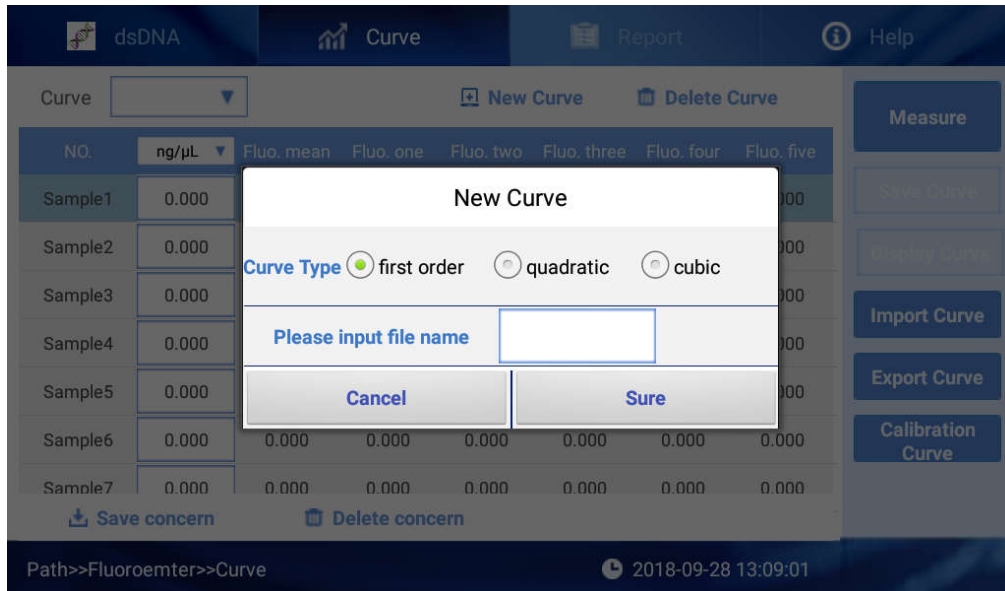 dsDNA Curve Report Help
Curve New Curve Delete Curve Measure
NO. ng/μL Fluo. mean Fluo. one Fluo. two Fluo. three Fluo. four Fluo. five
New Curve
Sample1 0.000 000 Save Curve
Sample2 0.000 000 Display Curve
Curve Type first order quadratic cubic
Sample3 0.000 000 Import Curve
Please input file name
Sample4 0.000 000
Sample5 0.000 000 Export Curve
Cancel Sure
Sample6 0.000 0.000 0.000 0.000 0.000 0.000 0.000 Calibration
Curve
Sample7 0.000 0.000 0.000 0.000 0.000 0.000 0.000
Save concern Delete concern
Path>>Fluoroemter>>Curve 2018-09-28 13:09:01